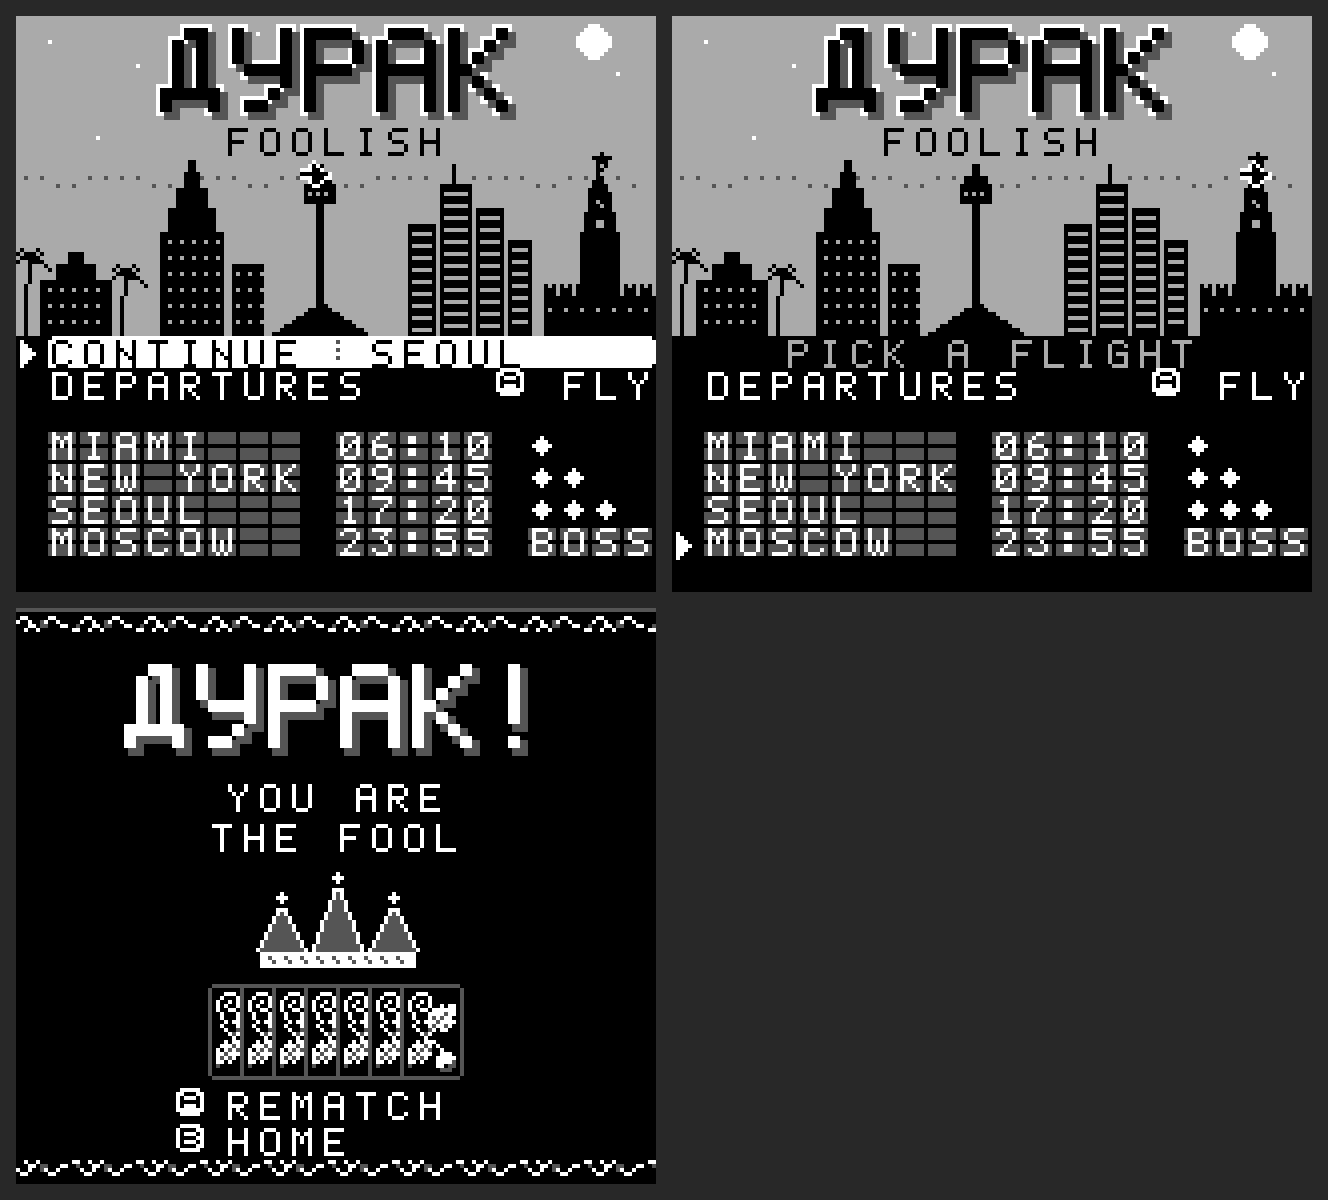 ДУРАК
FOOLISH
CONTINUE : SEOUL
DEPARTURES A FLY
MIAMI 06:10
NEW YORK 09:45
SEOUL 17:20
MOSCOW 23:55 BOSS
ДУРАК
FOOLISH
PICK A FLIGHT
DEPARTURES A FLY
MIAMI 06:10
NEW YORK 09:45
SEOUL 17:20
MOSCOW 23:55 BOSS
ДУРАК!
YOU ARE
THE FOOL
A REMATCH
B HOME